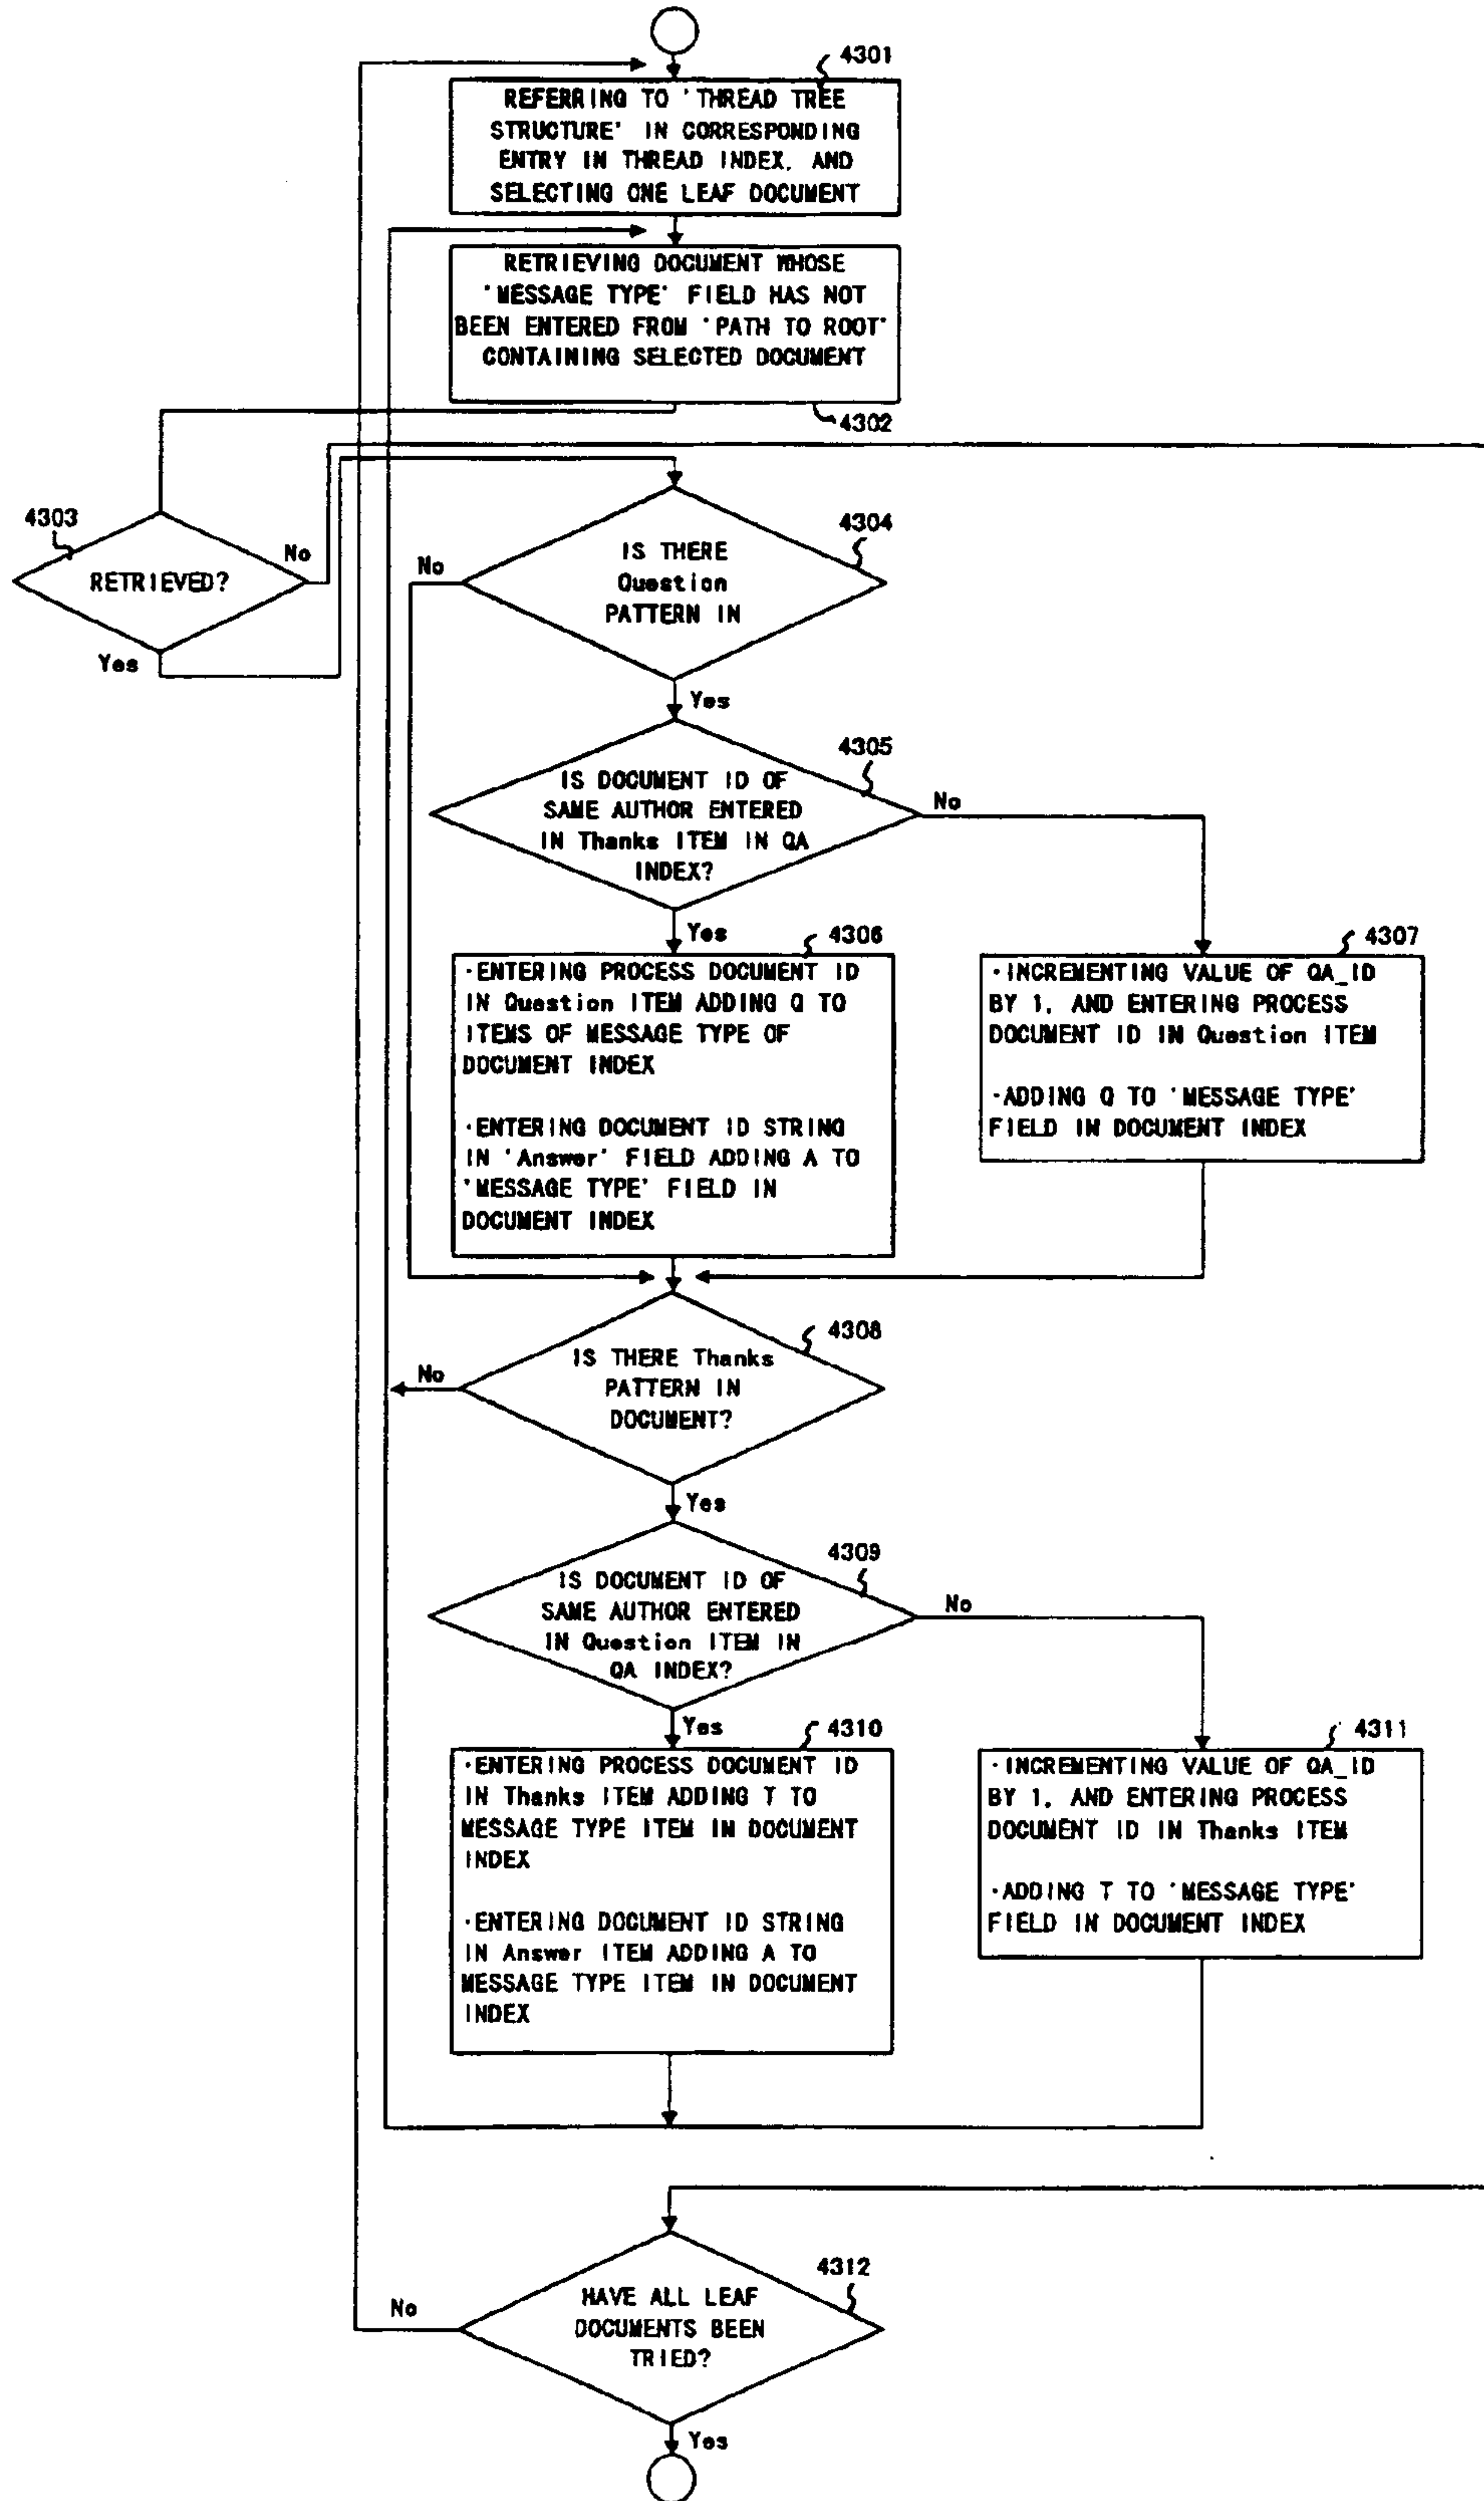 4301
REFERRING TO 'THREAD TREE
STRUCTURE' IN CORRESPONDING
ENTRY IN THREAD INDEX, AND
SELECTING ONE LEAF DOCUMENT
RETRIEVING DOCUMENT WHOSE
'MESSAGE TYPE' FIELD HAS NOT
BEEN ENTERED FROM 'PATH TO ROOT'
CONTAINING SELECTED DOCUMENT
4302
4303
RETRIEVED?
No
Yes
4304
IS THERE
Question
PATTERN IN
No
Yes
4305
IS DOCUMENT ID OF
SAME AUTHOR ENTERED
IN Thanks ITEM IN QA
INDEX?
No
Yes
4306
·ENTERING PROCESS DOCUMENT ID
IN Question ITEM ADDING Q TO
ITEMS OF MESSAGE TYPE OF
DOCUMENT INDEX
·ENTERING DOCUMENT ID STRING
IN 'Answer' FIELD ADDING A TO
'MESSAGE TYPE' FIELD IN
DOCUMENT INDEX
4307
·INCREMENTING VALUE OF QA_ID
BY 1, AND ENTERING PROCESS
DOCUMENT ID IN Question ITEM
·ADDING Q TO 'MESSAGE TYPE'
FIELD IN DOCUMENT INDEX
4308
IS THERE Thanks
PATTERN IN
DOCUMENT?
No
Yes
4309
IS DOCUMENT ID OF
SAME AUTHOR ENTERED
IN Question ITEM IN
QA INDEX?
No
Yes
4310
·ENTERING PROCESS DOCUMENT ID
IN Thanks ITEM ADDING T TO
MESSAGE TYPE ITEM IN DOCUMENT
INDEX
·ENTERING DOCUMENT ID STRING
IN Answer ITEM ADDING A TO
MESSAGE TYPE ITEM IN DOCUMENT
INDEX
4311
·INCREMENTING VALUE OF QA_ID
BY 1, AND ENTERING PROCESS
DOCUMENT ID IN Thanks ITEM
·ADDING T TO 'MESSAGE TYPE'
FIELD IN DOCUMENT INDEX
4312
HAVE ALL LEAF
DOCUMENTS BEEN
TRIED?
No
Yes